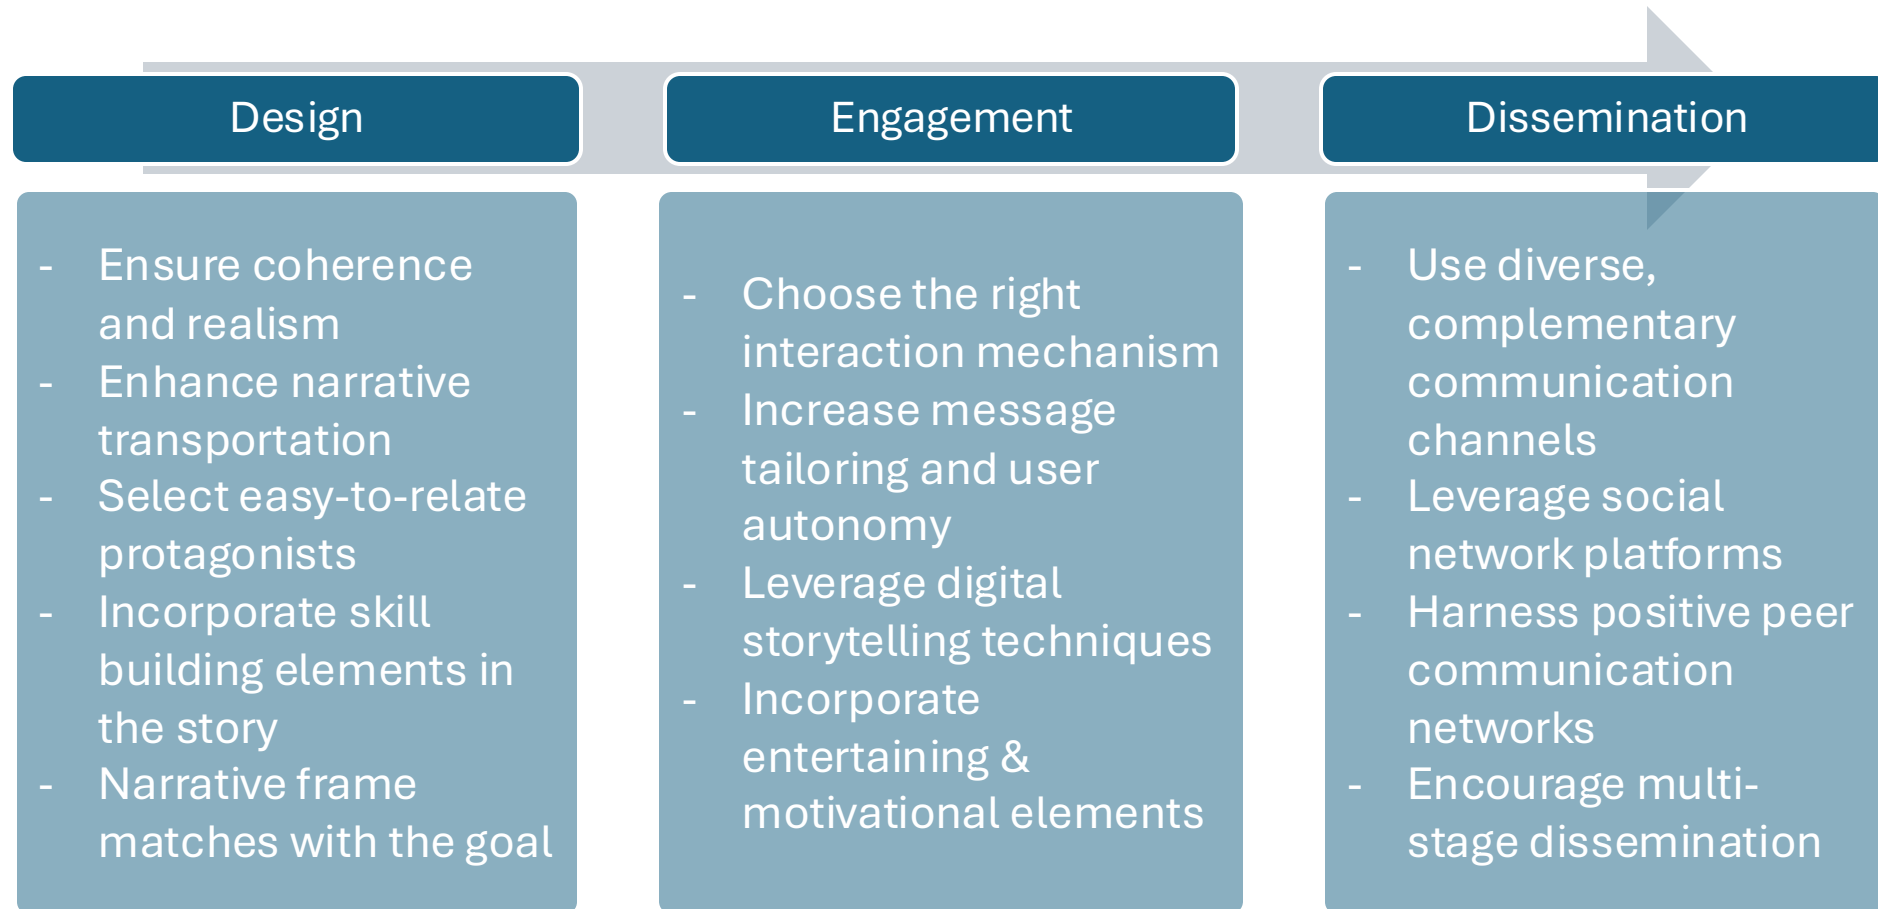 Design
- Ensure coherence
and realism
- Enhance narrative
transportation
- Select easy-to-relate
protagonists
- Incorporate skill
building elements in
the story
- Narrative frame
matches with the goal
Engagement
- Choose the right
interaction mechanism
- Increase message
tailoring and user
autonomy
- Leverage digital
storytelling techniques
- Incorporate
entertaining &
motivational elements
Dissemination
- Use diverse,
complementary
communication
channels
- Leverage social
network platforms
- Harness positive peer
communication
networks
- Encourage multi-
stage dissemination